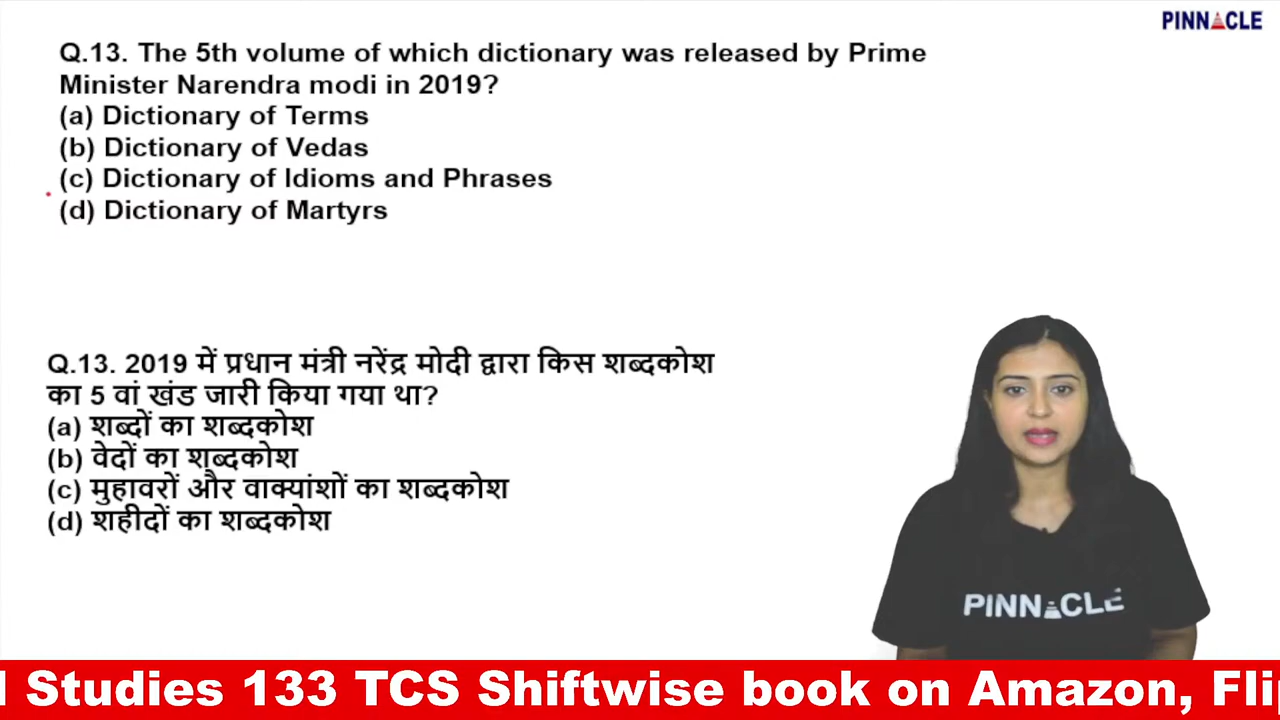 PINNACLE
Q.13. The 5th volume of which dictionary was released by Prime
Minister Narendra modi in 2019?
(a) Dictionary of Terms
(b) Dictionary of Vedas
(c) Dictionary of Idioms and Phrases
(d) Dictionary of Martyrs
Q.13. 2019 में प्रधान मंत्री नरेंद्र मोदी द्वारा किस शब्दकोश
का 5 वां खंड जारी किया गया था?
(a) शब्दों का शब्दकोश
(b) वेदों का शब्दकोश
(c) मुहावरों और वाक्यांशों का शब्दकोश
(d) शहीदों का शब्दकोश
PINNACLE
Studies 133 TCS Shiftwise book on Amazon, Flip